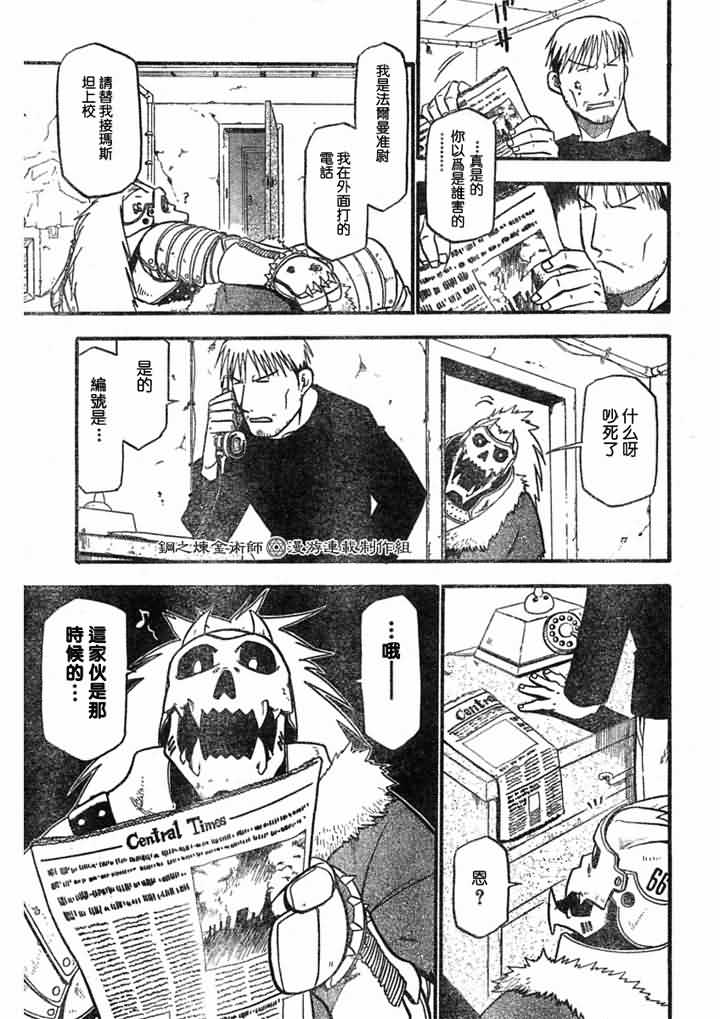 …真是的
你以爲是誰害的
我是法爾曼准尉
我在外面打的
電話
請替我接瑪斯
坦上校
?
什么呀
吵死了
是的
編號是…
鋼之煉金術師
漫游連載制作組
Central
恩?
66
…哦——
這家伙是那
時候的…
Central Times